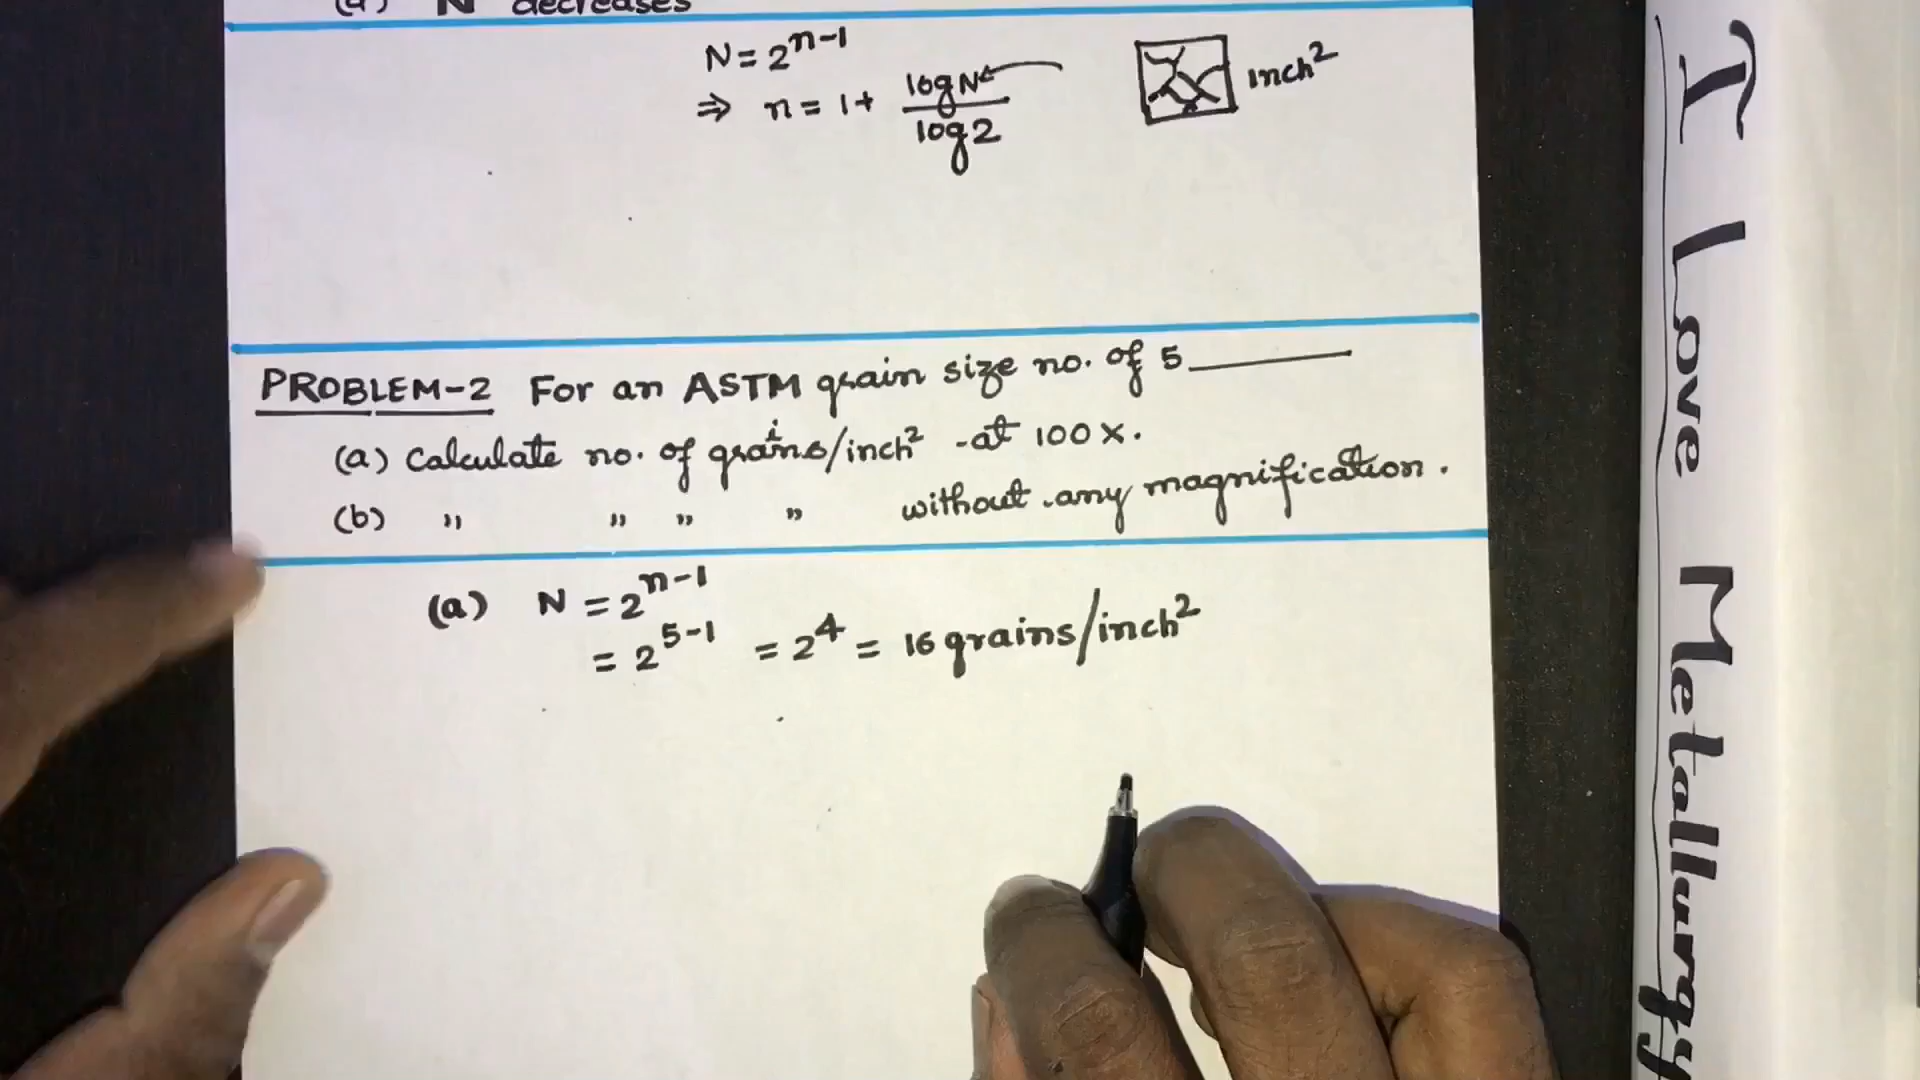 (d) N decreases
N = 2^{n-1}
⇒ n = 1 + \frac{log N}{log 2}
inch²
PROBLEM-2 For an ASTM grain size no. of 5
(a) Calculate no. of grains/inch² at 100 X.
(b) " " " " without any magnification.
(a) N = 2^{n-1}
= 2^{5-1} = 2^4 = 16 grains/inch²
I Love Metallurgy